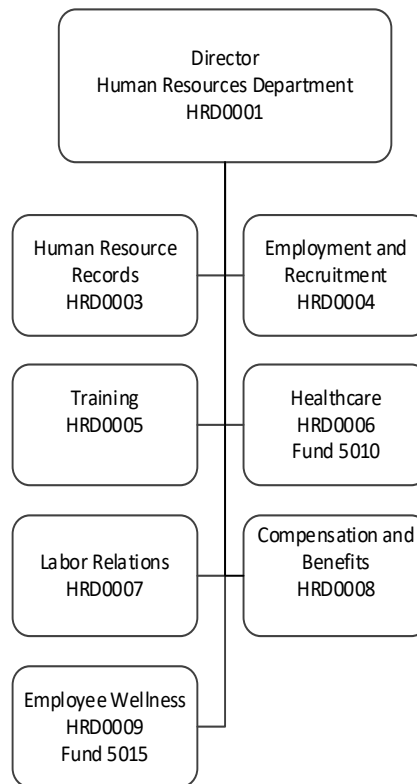 Director
Human Resources Department
HRD0001
Human Resource
Records
HRD0003
Employment and
Recruitment
HRD0004
Training
HRD0005
Healthcare
HRD0006
Fund 5010
Labor Relations
HRD0007
Compensation and
Benefits
HRD0008
Employee Wellness
HRD0009
Fund 5015